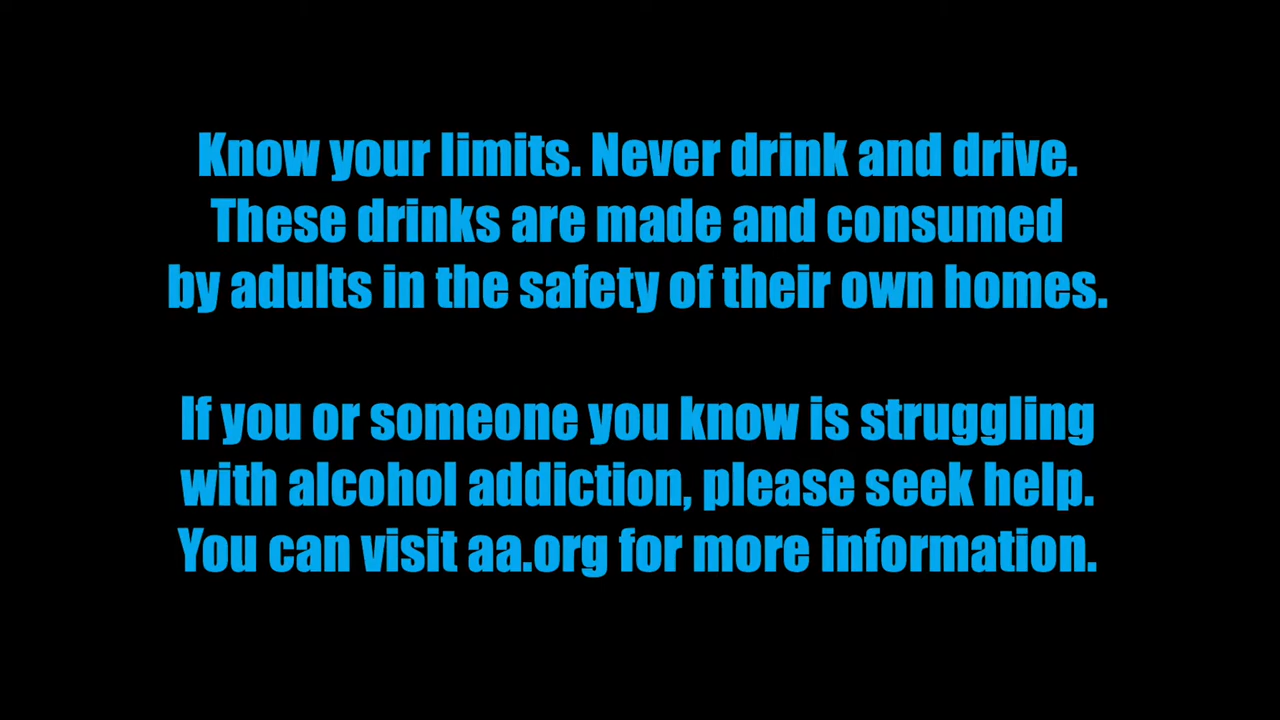 Know your limits. Never drink and drive.
These drinks are made and consumed
by adults in the safety of their own homes.
If you or someone you know is struggling
with alcohol addiction, please seek help.
You can visit aa.org for more information.